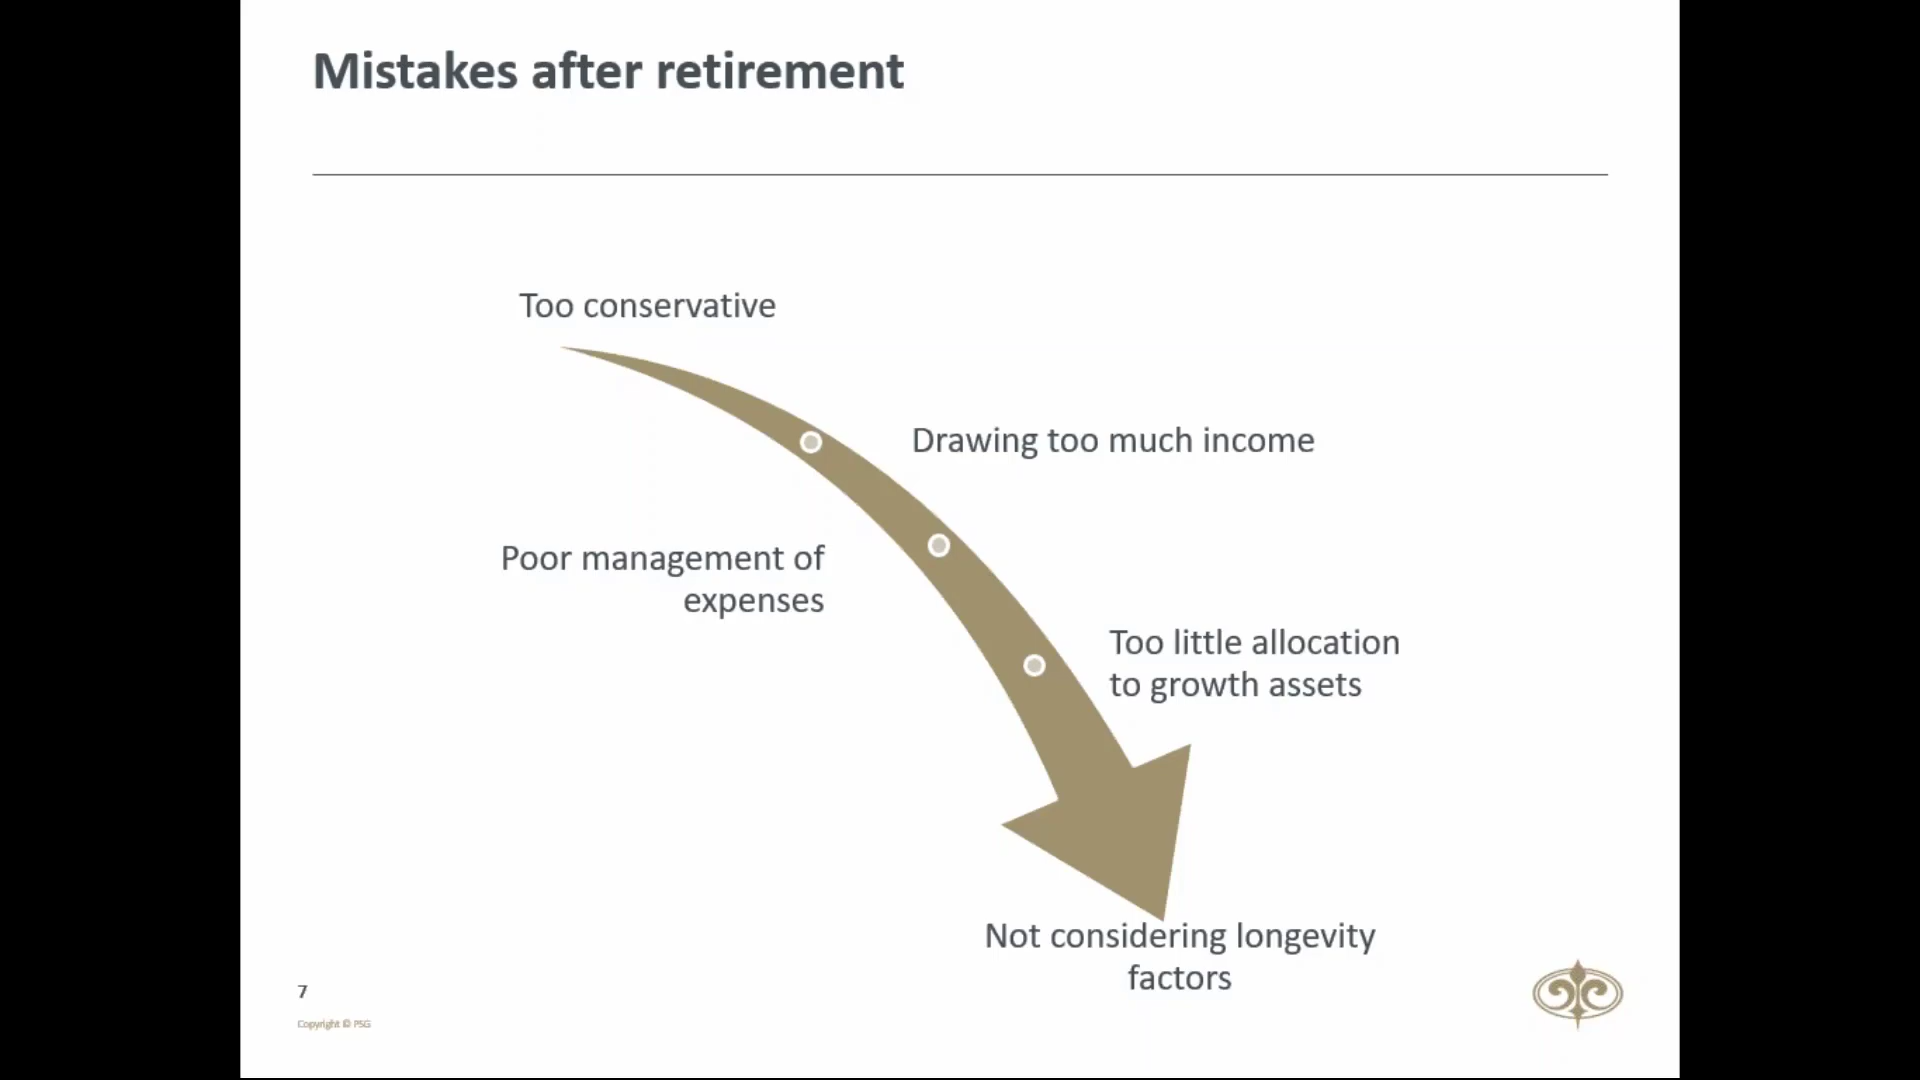 Mistakes after retirement
Too conservative
Drawing too much income
Poor management of
expenses
Too little allocation
to growth assets
Not considering longevity
factors
7
Copyright © PSG